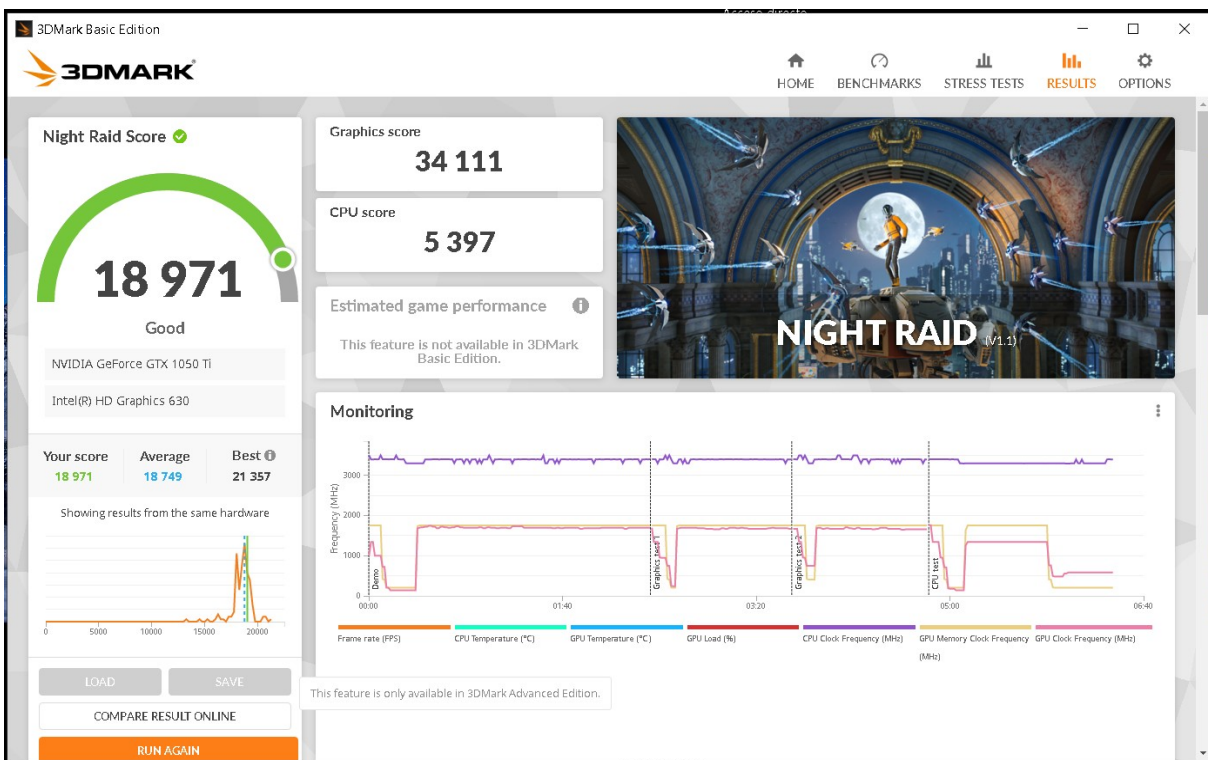 Acceso directo
3DMark Basic Edition
3DMARK
HOME
BENCHMARKS
STRESS TESTS
RESULTS
OPTIONS
Night Raid Score
18 971
Good
NVIDIA GeForce GTX 1050 Ti
Intel(R) HD Graphics 630
Your score
Average
Best
18 971
18 749
21 357
Showing results from the same hardware
0
5000
10000
15000
20000
LOAD
SAVE
COMPARE RESULT ONLINE
RUN AGAIN
Graphics score
34 111
CPU score
5 397
Estimated game performance
This feature is not available in 3DMark
Basic Edition.
NIGHT RAID (V1.1)
Monitoring
Frequency (MHz)
3000
2000
1000
0
Demo
Graphics test 1
Graphics test 2
CPU test
00:00
01:40
03:20
05:00
06:40
Frame rate (FPS)
CPU Temperature (°C)
GPU Temperature (°C)
GPU Load (%)
CPU Clock Frequency (MHz)
GPU Memory Clock Frequency
(MHz)
GPU Clock Frequency (MHz)
This feature is only available in 3DMark Advanced Edition.